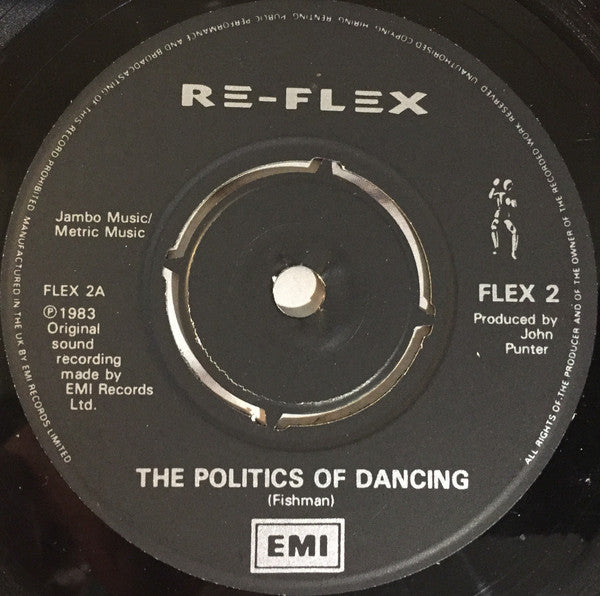 ALL RIGHTS OF THE PRODUCER AND OF THE OWNER OF THE RECORDED WORK RESERVED UNAUTHORISED COPYING, HIRING, RENTING, PUBLIC PERFORMANCE AND BROADCASTING OF THIS RECORD PROHIBITED MANUFACTURED IN THE UK BY EMI RECORDS LIMITED
RE-FLEX
Jambo Music/
Metric Music
FLEX 2A
Ⓟ1983
Original
sound
recording
made by
EMI Records
Ltd.
FLEX 2
Produced by
John
Punter
THE POLITICS OF DANCING
(Fishman)
EMI